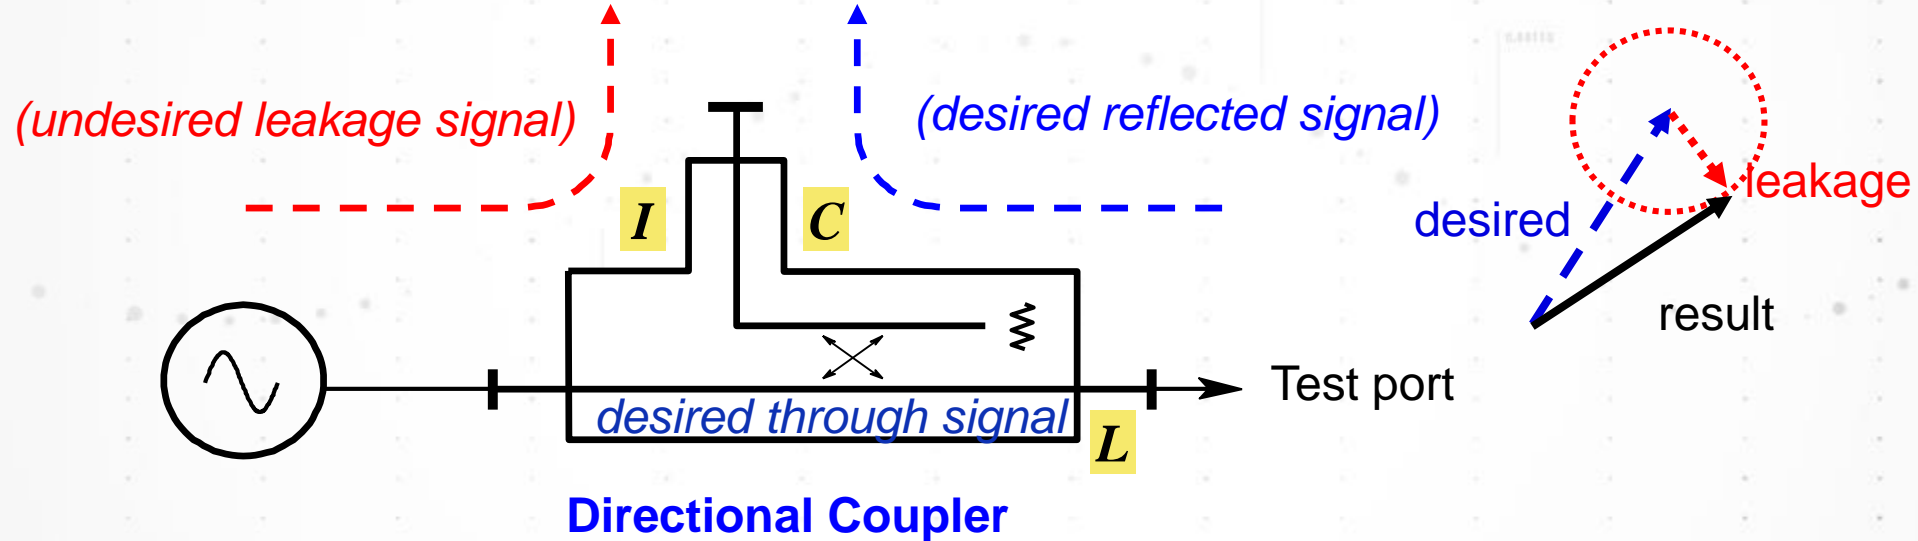 (undesired leakage signal)
(desired reflected signal)
leakage
desired
I
C
result
Test port
desired through signal
L
Directional Coupler